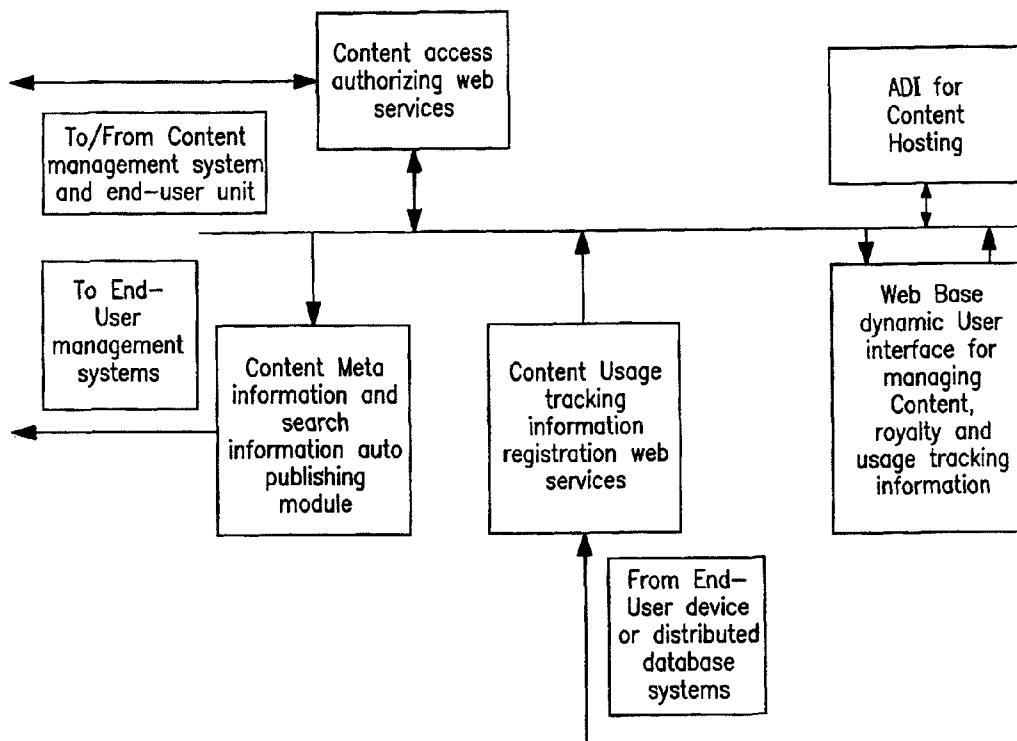 Content access
authorizing web
services
ADI for
Content
Hosting
To/From Content
management system
and end-user unit
To End-
User
management
systems
Content Meta
information and
search
information auto
publishing
module
Content Usage
tracking
information
registration web
services
Web Base
dynamic User
interface for
managing
Content,
royalty and
usage tracking
information
From End-
User device
or distributed
database
systems